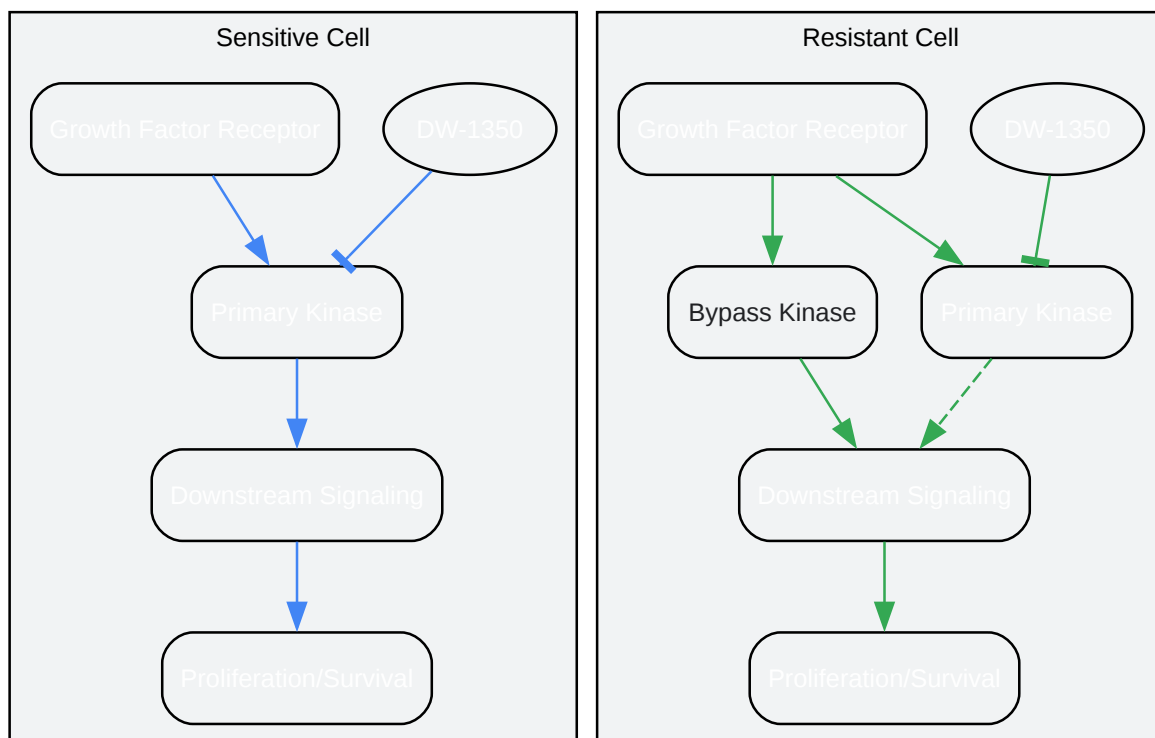 Sensitive Cell
Growth Factor Receptor
DW-1350
Primary Kinase
Downstream Signaling
Proliferation/Survival
Resistant Cell
Growth Factor Receptor
DW-1350
Bypass Kinase
Primary Kinase
Downstream Signaling
Proliferation/Survival